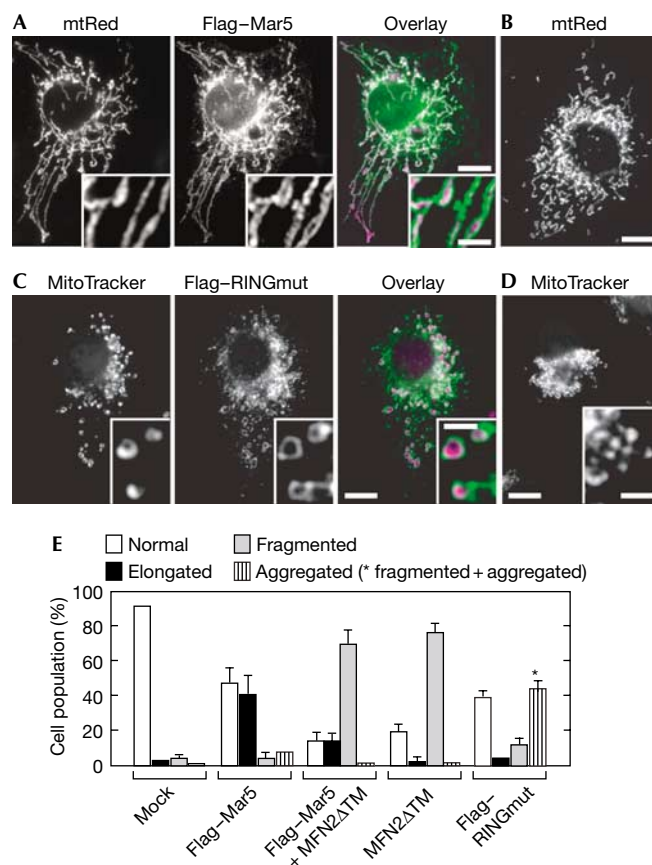 A mtRed Flag–Mar5 Overlay B mtRed
C MitoTracker Flag–RINGmut Overlay D MitoTracker
E
Normal Fragmented
Elongated Aggregated (* fragmented + aggregated)
Cell population (%)
100
80
60
40
20
0
*
Mock
Flag–Mar5
Flag–Mar5
+ MFN2ΔTM
MFN2ΔTM
Flag–
RINGmut